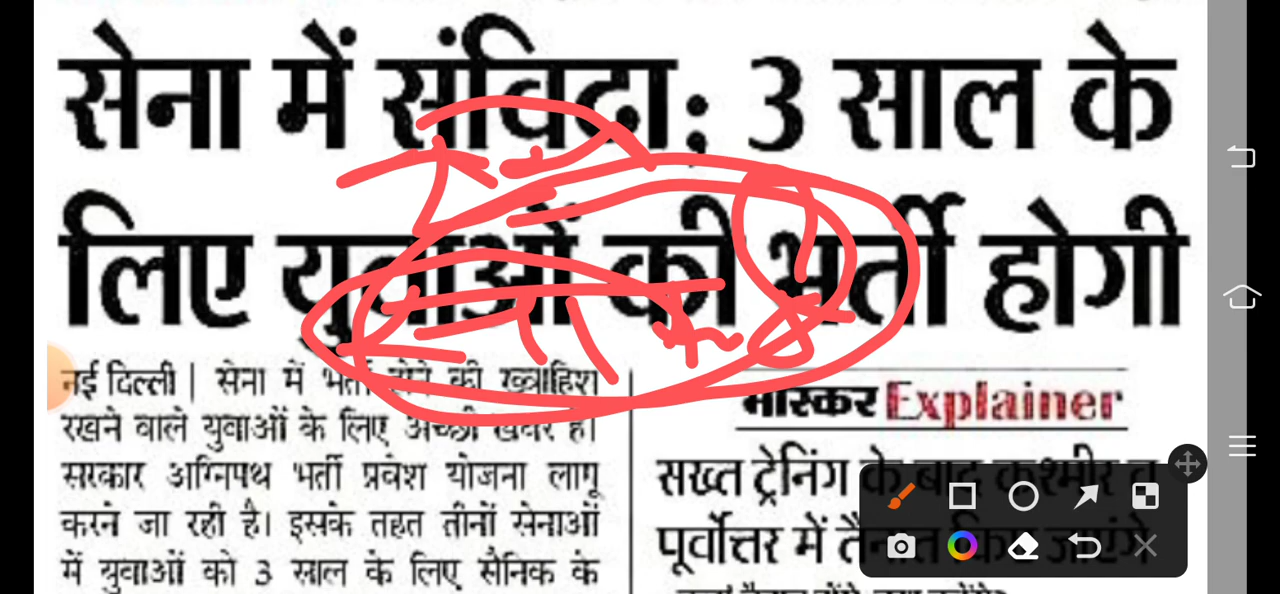 सेना में संविदा; 3 साल के
लिए युवाओं की भर्ती होगी
नई दिल्ली | सेना में भर्ती होने की ख्वाहिश
रखने वाले युवाओं के लिए अच्छी खबर है।
सरकार अग्निपथ भर्ती प्रवेश योजना लागू
करने जा रही है। इसके तहत तीनों सेनाओं
में युवाओं को 3 साल के लिए सैनिक के
भास्कर Explainer
सख्त ट्रेनिंग के बाद कश्मीर व
पूर्वोत्तर में तैनात किए जाएंगे